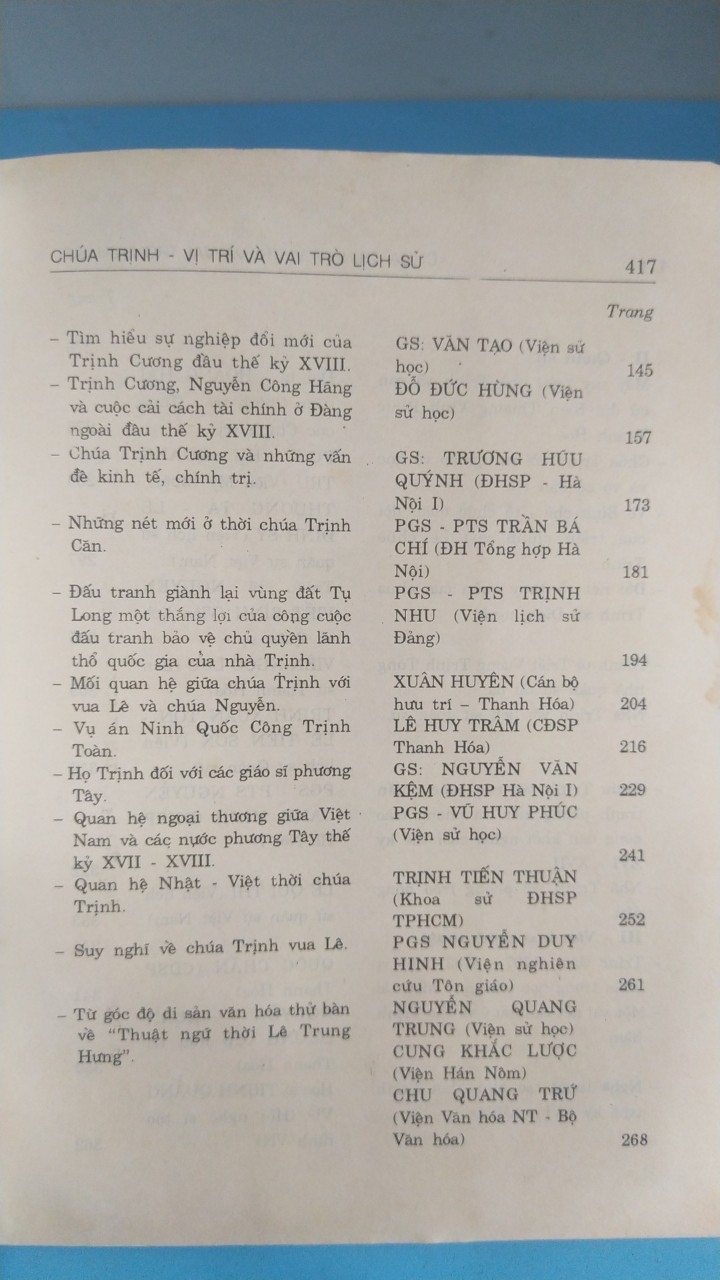 CHÚA TRỊNH - VỊ TRÍ VÀ VAI TRÒ LỊCH SỬ 417
Trang
– Tìm hiểu sự nghiệp đổi mới của
Trịnh Cương đầu thế kỷ XVIII.
GS: VĂN TẠO (Viện sử
học) 145
– Trịnh Cương, Nguyễn Công Hãng
và cuộc cải cách tài chính ở Đàng
ngoài đầu thế kỷ XVIII.
ĐỖ ĐỨC HÙNG (Viện
sử học)
157
– Chúa Trịnh Cương và những vấn
đề kinh tế, chính trị.
GS: TRƯƠNG HỮU
QUÝNH (ĐHSP - Hà
Nội I) 173
– Những nét mới ở thời chúa Trịnh
Căn.
PGS - PTS TRẦN BÁ
CHÍ (ĐH Tổng hợp Hà
Nội) 181
– Đấu tranh giành lại vùng đất Tụ
Long một thắng lợi của công cuộc
đấu tranh bảo vệ chủ quyền lãnh
thổ quốc gia của nhà Trịnh.
PGS - PTS TRỊNH
NHU (Viện lịch sử
Đảng)
194
– Mối quan hệ giữa chúa Trịnh với
vua Lê và chúa Nguyễn.
XUÂN HUYÊN (Cán bộ
hưu trí – Thanh Hóa) 204
– Vụ án Ninh Quốc Công Trịnh
Toàn.
LÊ HUY TRÂM (CĐSP
Thanh Hóa) 216
– Họ Trịnh đối với các giáo sĩ phương
Tây.
GS: NGUYỄN VĂN
KỆM (ĐHSP Hà Nội I) 229
– Quan hệ ngoại thương giữa Việt
Nam và các nước phương Tây thế
kỷ XVII - XVIII.
PGS - VŨ HUY PHÚC
(Viện sử học)
241
– Quan hệ Nhật - Việt thời chúa
Trịnh.
TRỊNH TIẾN THUẬN
(Khoa sử ĐHSP
TPHCM) 252
– Suy nghĩ về chúa Trịnh vua Lê.
PGS NGUYỄN DUY
HINH (Viện nghiên
cứu Tôn giáo) 261
– Từ góc độ di sản văn hóa thử bàn
về "Thuật ngữ thời Lê Trung
Hưng".
NGUYỄN QUANG
TRUNG (Viện sử học)
CUNG KHẮC LƯỢC
(Viện Hán Nôm)
CHU QUANG TRỨ
(Viện Văn hóa NT - Bộ
Văn hóa) 268